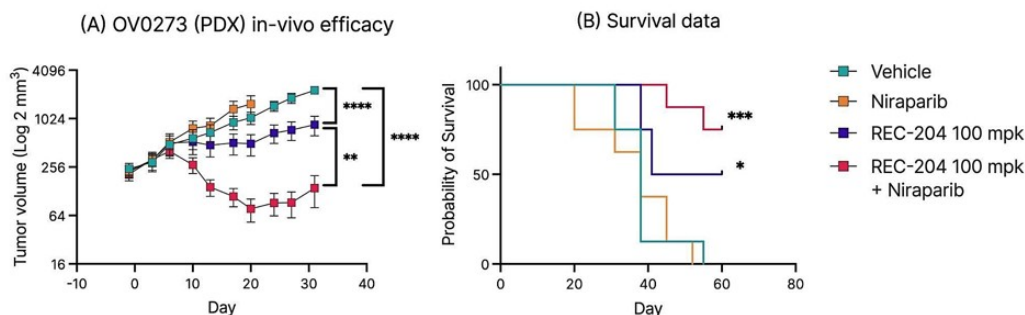 (A) OV0273 (PDX) in-vivo efficacy
Tumor volume (Log 2 mm³)
4096
1024
256
64
16
-10
0
10
20
30
40
Day
****
**
****
(B) Survival data
Probability of Survival
100
50
0
0
20
40
60
80
Day
***
*
Vehicle
Niraparib
REC-204 100 mpk
REC-204 100 mpk
+ Niraparib